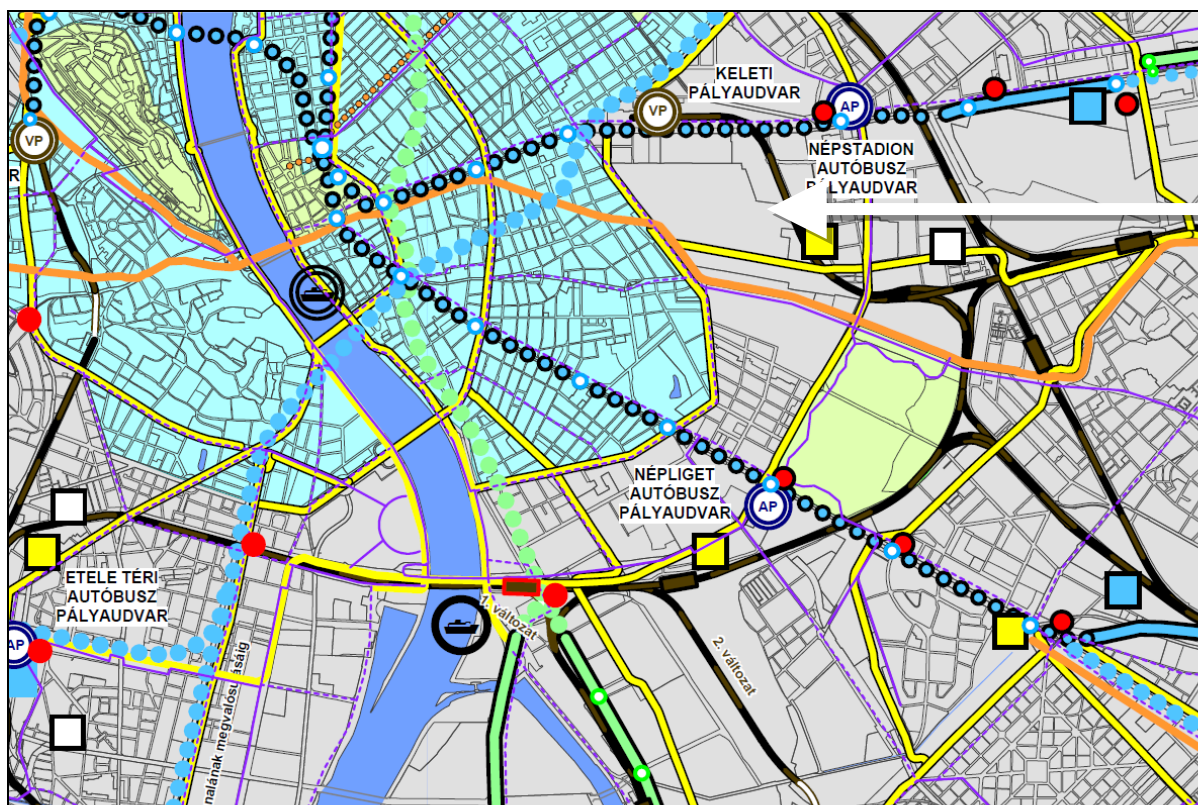 KELETI
PÁLYAUDVAR
VP
AP
VP
R
NÉPSTADION
AUTÓBUSZ
PÁLYAUDVAR
NÉPLIGET
AUTÓBUSZ
PÁLYAUDVAR
AP
ETELE TÉRI
AUTÓBUSZ
PÁLYAUDVAR
AP
1. változat
2. változat